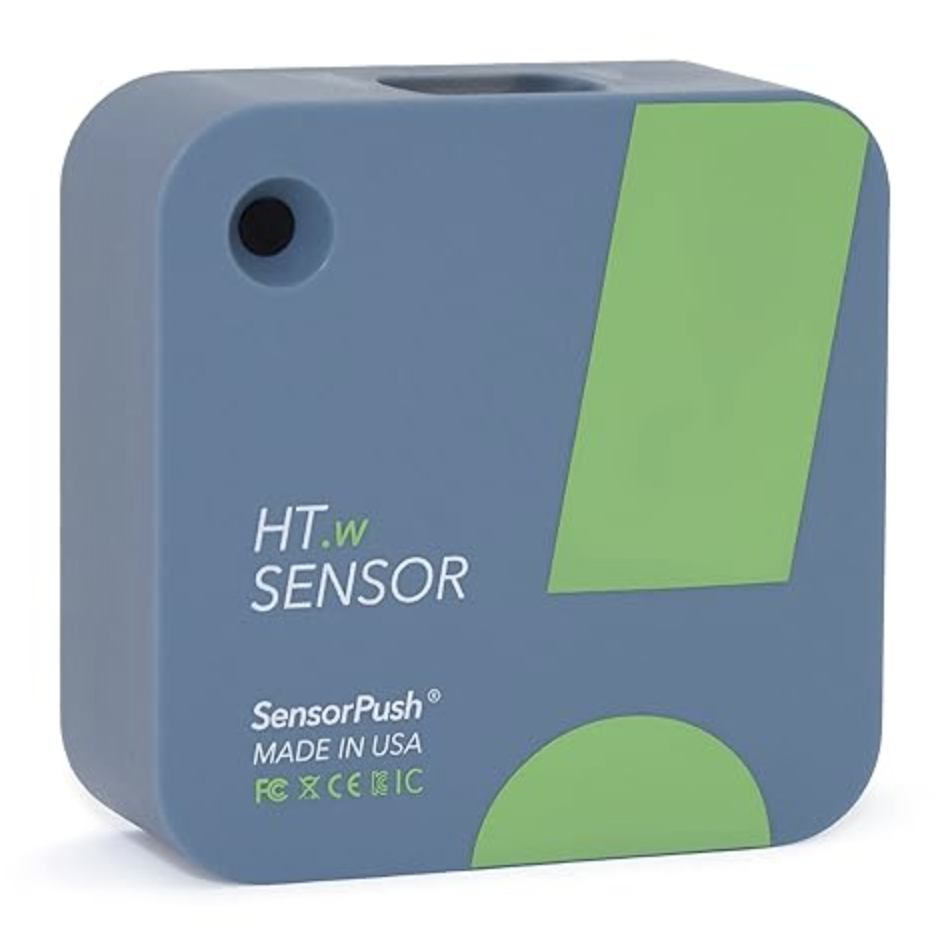 HT.w
SENSOR
SensorPush®
MADE IN USA
FC CE IC